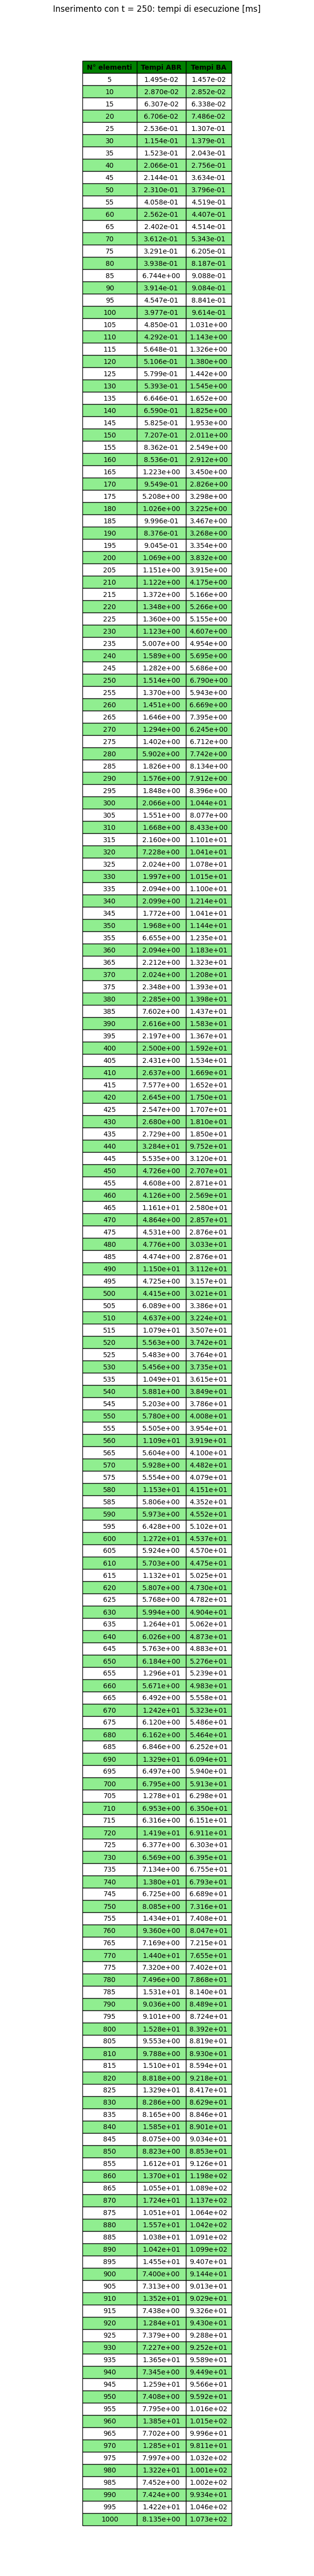 Inserimento con t = 250: tempi di esecuzione [ms]
N° elementi Tempi ABR Tempi BA
5 1.495e-02 1.457e-02
10 2.870e-02 2.852e-02
15 6.307e-02 6.338e-02
20 6.706e-02 7.486e-02
25 2.536e-01 1.307e-01
30 1.154e-01 1.379e-01
35 1.523e-01 2.043e-01
40 2.066e-01 2.756e-01
45 2.144e-01 3.634e-01
50 2.310e-01 3.796e-01
55 4.058e-01 4.519e-01
60 2.562e-01 4.407e-01
65 2.402e-01 4.514e-01
70 3.612e-01 5.343e-01
75 3.291e-01 6.205e-01
80 3.938e-01 8.187e-01
85 6.744e+00 9.088e-01
90 3.914e-01 9.084e-01
95 4.547e-01 8.841e-01
100 3.977e-01 9.614e-01
105 4.850e-01 1.031e+00
110 4.292e-01 1.143e+00
115 5.648e-01 1.326e+00
120 5.106e-01 1.380e+00
125 5.799e-01 1.442e+00
130 5.393e-01 1.545e+00
135 6.646e-01 1.652e+00
140 6.590e-01 1.825e+00
145 5.825e-01 1.953e+00
150 7.207e-01 2.011e+00
155 8.362e-01 2.549e+00
160 8.536e-01 2.912e+00
165 1.223e+00 3.450e+00
170 9.549e-01 2.826e+00
175 5.208e+00 3.298e+00
180 1.026e+00 3.225e+00
185 9.996e-01 3.467e+00
190 8.376e-01 3.268e+00
195 9.045e-01 3.354e+00
200 1.069e+00 3.832e+00
205 1.151e+00 3.915e+00
210 1.122e+00 4.175e+00
215 1.372e+00 5.166e+00
220 1.348e+00 5.266e+00
225 1.360e+00 5.155e+00
230 1.123e+00 4.607e+00
235 5.007e+00 4.954e+00
240 1.589e+00 5.695e+00
245 1.282e+00 5.686e+00
250 1.514e+00 6.790e+00
255 1.370e+00 5.943e+00
260 1.451e+00 6.669e+00
265 1.646e+00 7.395e+00
270 1.294e+00 6.245e+00
275 1.402e+00 6.712e+00
280 5.902e+00 7.742e+00
285 1.826e+00 8.134e+00
290 1.576e+00 7.912e+00
295 1.848e+00 8.396e+00
300 2.066e+00 1.044e+01
305 1.551e+00 8.077e+00
310 1.668e+00 8.433e+00
315 2.160e+00 1.101e+01
320 7.228e+00 1.041e+01
325 2.024e+00 1.078e+01
330 1.997e+00 1.015e+01
335 2.094e+00 1.100e+01
340 2.099e+00 1.214e+01
345 1.772e+00 1.041e+01
350 1.968e+00 1.144e+01
355 6.655e+00 1.235e+01
360 2.094e+00 1.183e+01
365 2.212e+00 1.323e+01
370 2.024e+00 1.208e+01
375 2.348e+00 1.393e+01
380 2.285e+00 1.398e+01
385 7.602e+00 1.437e+01
390 2.616e+00 1.583e+01
395 2.197e+00 1.367e+01
400 2.500e+00 1.592e+01
405 2.431e+00 1.534e+01
410 2.637e+00 1.669e+01
415 7.577e+00 1.652e+01
420 2.645e+00 1.750e+01
425 2.547e+00 1.707e+01
430 2.680e+00 1.810e+01
435 2.729e+00 1.850e+01
440 3.284e+01 9.752e+01
445 5.535e+00 3.120e+01
450 4.726e+00 2.707e+01
455 4.608e+00 2.871e+01
460 4.126e+00 2.569e+01
465 1.161e+01 2.580e+01
470 4.864e+00 2.857e+01
475 4.531e+00 2.876e+01
480 4.776e+00 3.033e+01
485 4.474e+00 2.876e+01
490 1.150e+01 3.112e+01
495 4.725e+00 3.157e+01
500 4.415e+00 3.021e+01
505 6.089e+00 3.386e+01
510 4.637e+00 3.224e+01
515 1.079e+01 3.507e+01
520 5.563e+00 3.742e+01
525 5.483e+00 3.764e+01
530 5.456e+00 3.735e+01
535 1.049e+01 3.615e+01
540 5.881e+00 3.849e+01
545 5.203e+00 3.786e+01
550 5.780e+00 4.008e+01
555 5.505e+00 3.954e+01
560 1.109e+01 3.919e+01
565 5.604e+00 4.100e+01
570 5.928e+00 4.482e+01
575 5.554e+00 4.079e+01
580 1.153e+01 4.151e+01
585 5.806e+00 4.352e+01
590 5.973e+00 4.552e+01
595 6.428e+00 5.102e+01
600 1.272e+01 4.537e+01
605 5.924e+00 4.570e+01
610 5.703e+00 4.475e+01
615 1.132e+01 5.025e+01
620 5.807e+00 4.730e+01
625 5.768e+00 4.782e+01
630 5.994e+00 4.904e+01
635 1.264e+01 5.062e+01
640 6.026e+00 4.873e+01
645 5.763e+00 4.883e+01
650 6.184e+00 5.276e+01
655 1.296e+01 5.239e+01
660 5.671e+00 4.983e+01
665 6.492e+00 5.558e+01
670 1.242e+01 5.323e+01
675 6.120e+00 5.486e+01
680 6.162e+00 5.464e+01
685 6.846e+00 6.252e+01
690 1.329e+01 6.094e+01
695 6.497e+00 5.940e+01
700 6.795e+00 5.913e+01
705 1.278e+01 6.298e+01
710 6.953e+00 6.350e+01
715 6.316e+00 6.151e+01
720 1.419e+01 6.911e+01
725 6.377e+00 6.303e+01
730 6.569e+00 6.395e+01
735 7.134e+00 6.755e+01
740 1.380e+01 6.793e+01
745 6.725e+00 6.689e+01
750 8.085e+00 7.316e+01
755 1.434e+01 7.408e+01
760 9.360e+00 8.047e+01
765 7.169e+00 7.215e+01
770 1.440e+01 7.655e+01
775 7.320e+00 7.402e+01
780 7.496e+00 7.868e+01
785 1.531e+01 8.140e+01
790 9.036e+00 8.489e+01
795 9.101e+00 8.724e+01
800 1.528e+01 8.392e+01
805 9.553e+00 8.819e+01
810 9.788e+00 8.930e+01
815 1.510e+01 8.594e+01
820 8.818e+00 9.218e+01
825 1.329e+01 8.417e+01
830 8.286e+00 8.629e+01
835 8.165e+00 8.846e+01
840 1.585e+01 8.901e+01
845 8.075e+00 9.034e+01
850 8.823e+00 8.853e+01
855 1.612e+01 9.126e+01
860 1.370e+01 1.198e+02
865 1.055e+01 1.089e+02
870 1.724e+01 1.137e+02
875 1.051e+01 1.064e+02
880 1.557e+01 1.042e+02
885 1.038e+01 1.091e+02
890 1.042e+01 1.099e+02
895 1.455e+01 9.407e+01
900 7.400e+00 9.144e+01
905 7.313e+00 9.013e+01
910 1.352e+01 9.029e+01
915 7.438e+00 9.326e+01
920 1.284e+01 9.430e+01
925 7.379e+00 9.288e+01
930 7.227e+00 9.252e+01
935 1.365e+01 9.589e+01
940 7.345e+00 9.449e+01
945 1.259e+01 9.566e+01
950 7.408e+00 9.592e+01
955 7.795e+00 1.016e+02
960 1.385e+01 1.015e+02
965 7.702e+00 9.996e+01
970 1.285e+01 9.811e+01
975 7.997e+00 1.032e+02
980 1.322e+01 1.001e+02
985 7.452e+00 1.002e+02
990 7.424e+00 9.934e+01
995 1.422e+01 1.046e+02
1000 8.135e+00 1.073e+02